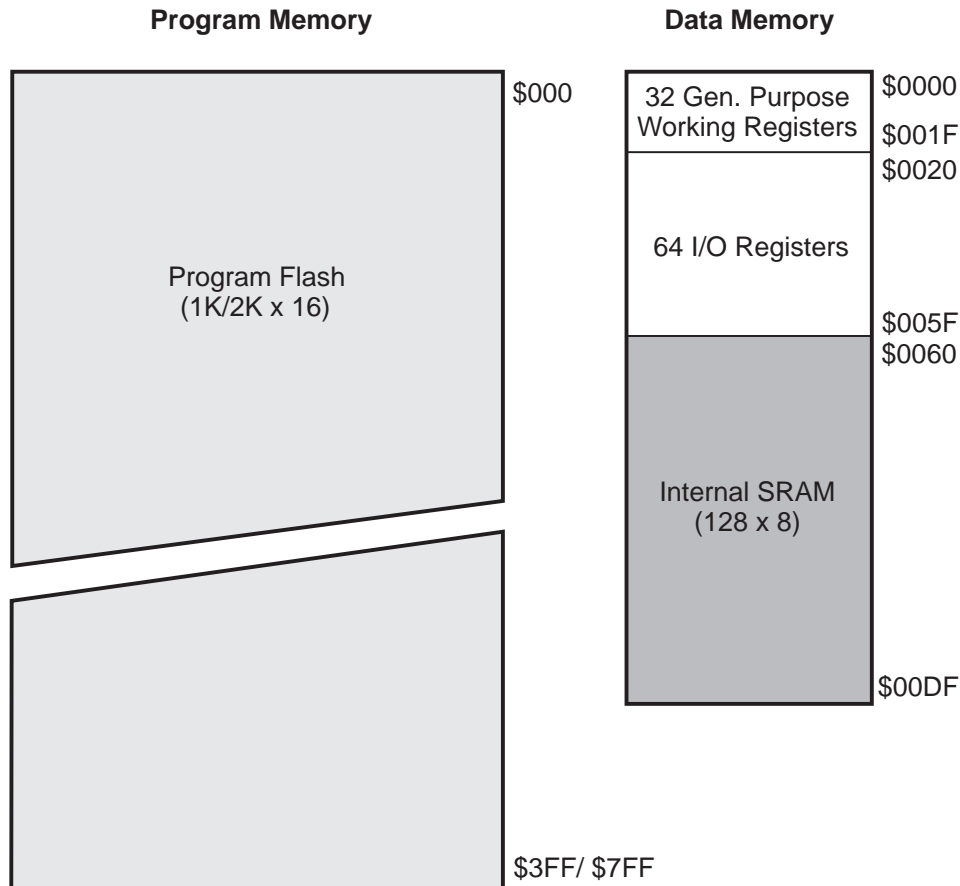 Program Memory
$000
Program Flash
(1K/2K x 16)
$3FF/ $7FF
Data Memory
32 Gen. Purpose
Working Registers
$0000
$001F
$0020
64 I/O Registers
$005F
$0060
Internal SRAM
(128 x 8)
$00DF